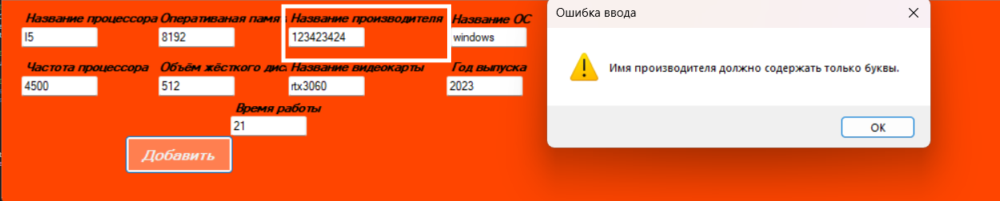 Название процессора Оперативаная памят Название производителя Название ОС
I5 8192 123423424 windows
Частота процессора Объём жёсткого дис Название видеокарты Год выпуска
4500 512 rtx3060 2023
Время работы
21
Добавить
Ошибка ввода
Имя производителя должно содержать только буквы.
OK